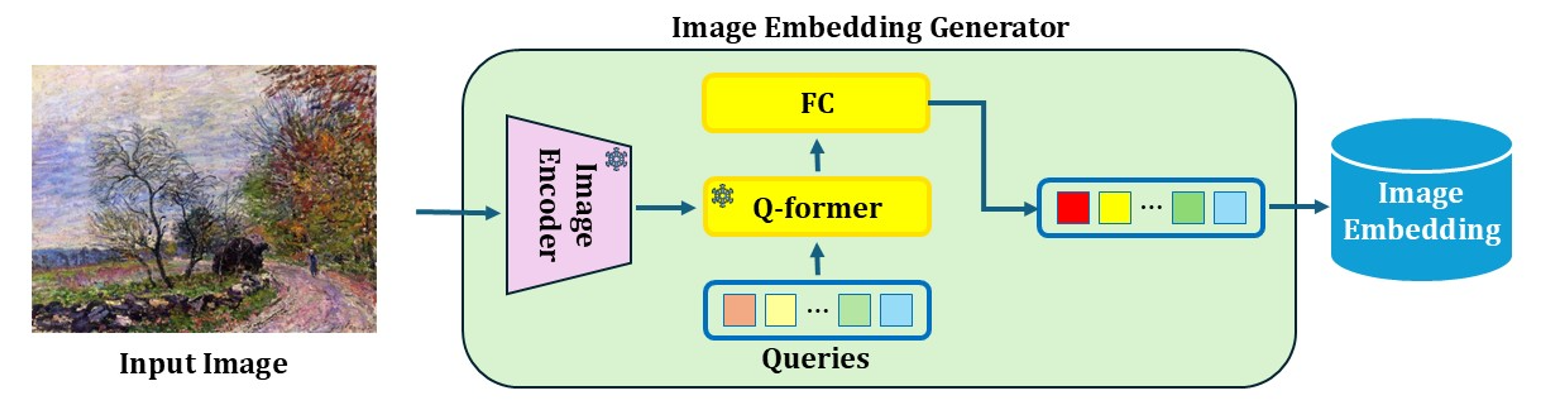 Image Embedding Generator
Input Image
Image
Encoder
FC
Q-former
...
Queries
...
Image
Embedding